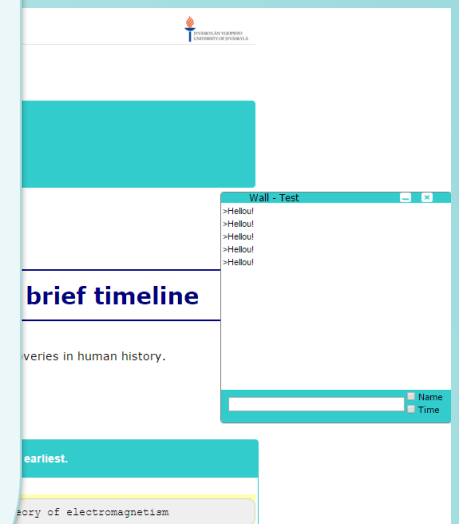 JYVÄSKYLÄN YLIOPISTO
UNIVERSITY OF JYVÄSKYLÄ
Wall - Test
>Hellou!
>Hellou!
>Hellou!
>Hellou!
>Hellou!
brief timeline
veries in human history.
Name
Time
earliest.
eory of electromagnetism